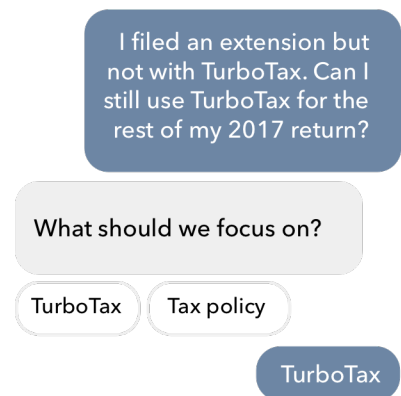 I filed an extension but
not with TurboTax. Can I
still use TurboTax for the
rest of my 2017 return?
What should we focus on?
TurboTax
Tax policy
TurboTax